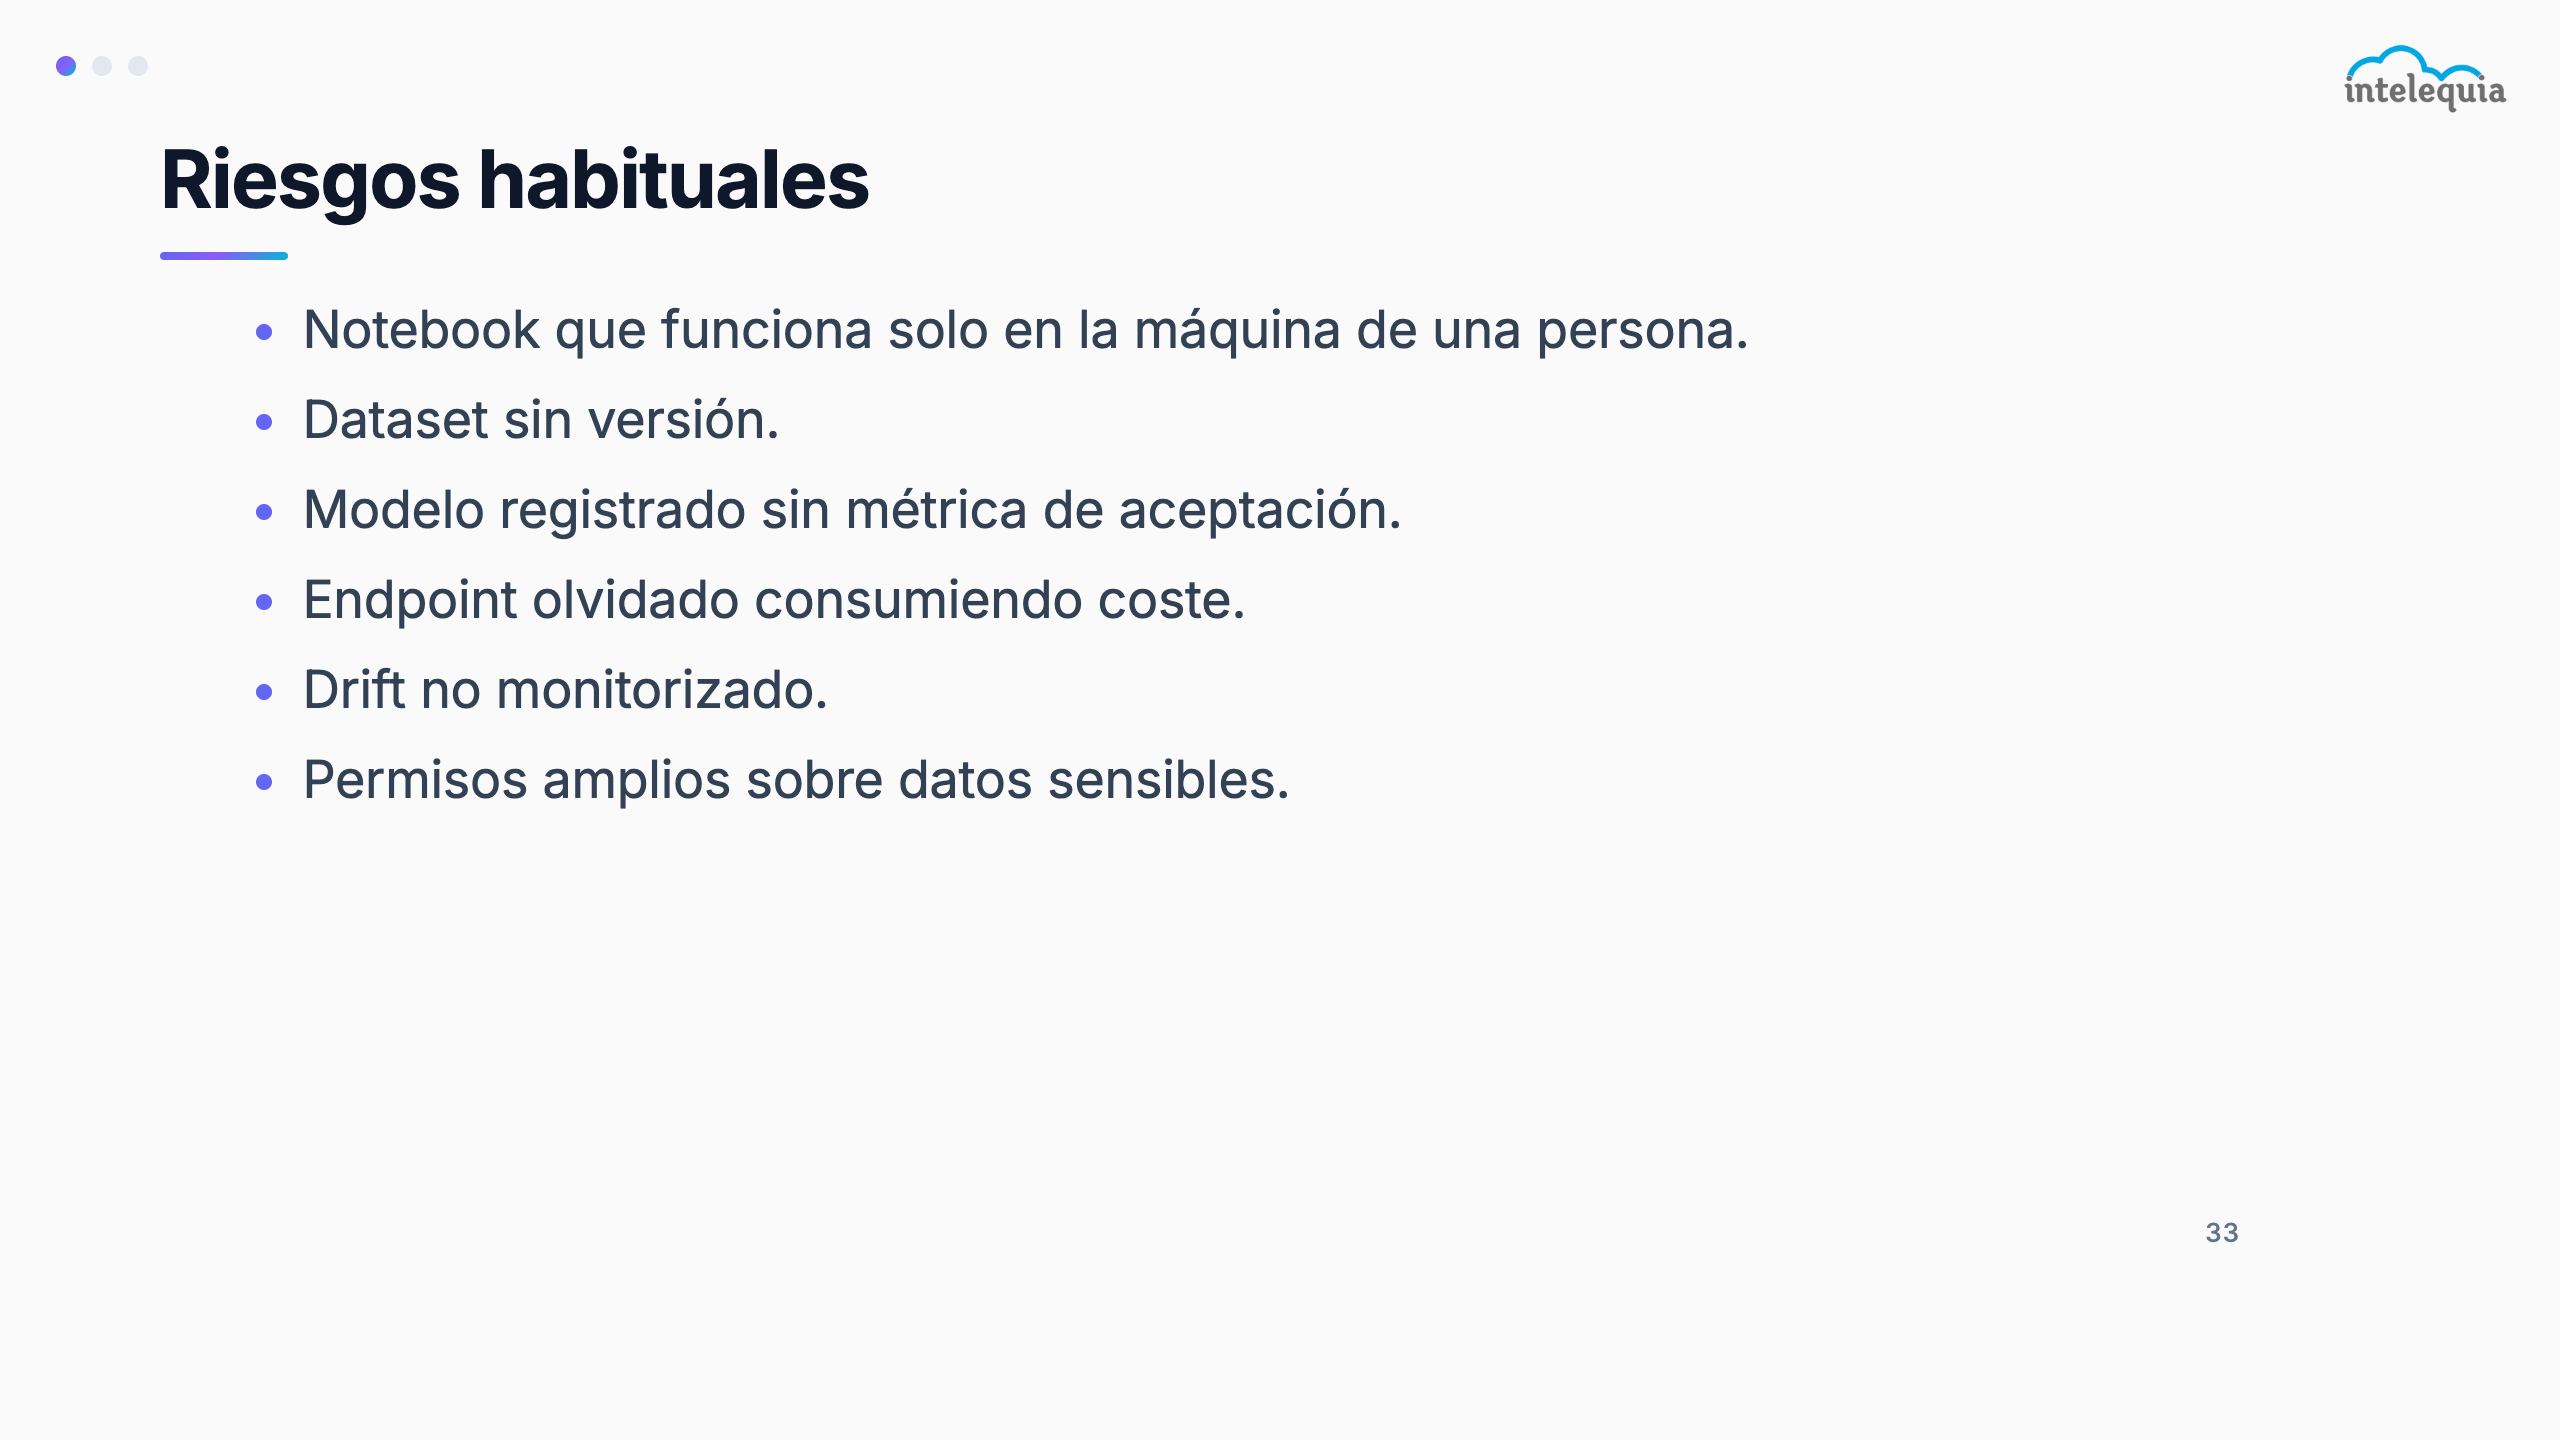 intelequia
Riesgos habituales
Notebook que funciona solo en la máquina de una persona.
Dataset sin versión.
Modelo registrado sin métrica de aceptación.
Endpoint olvidado consumiendo coste.
Drift no monitorizado.
Permisos amplios sobre datos sensibles.
33